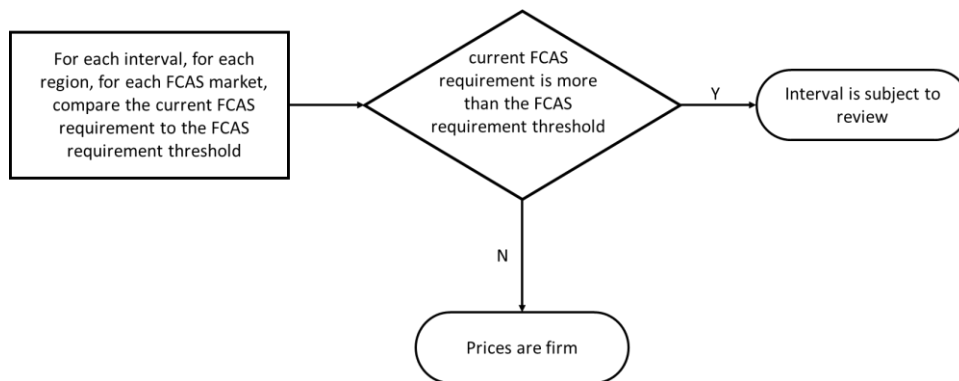 For each interval, for each
region, for each FCAS market,
compare the current FCAS
requirement to the FCAS
requirement threshold
current FCAS
requirement is more
than the FCAS
requirement threshold
Y
Interval is subject to
review
N
Prices are firm